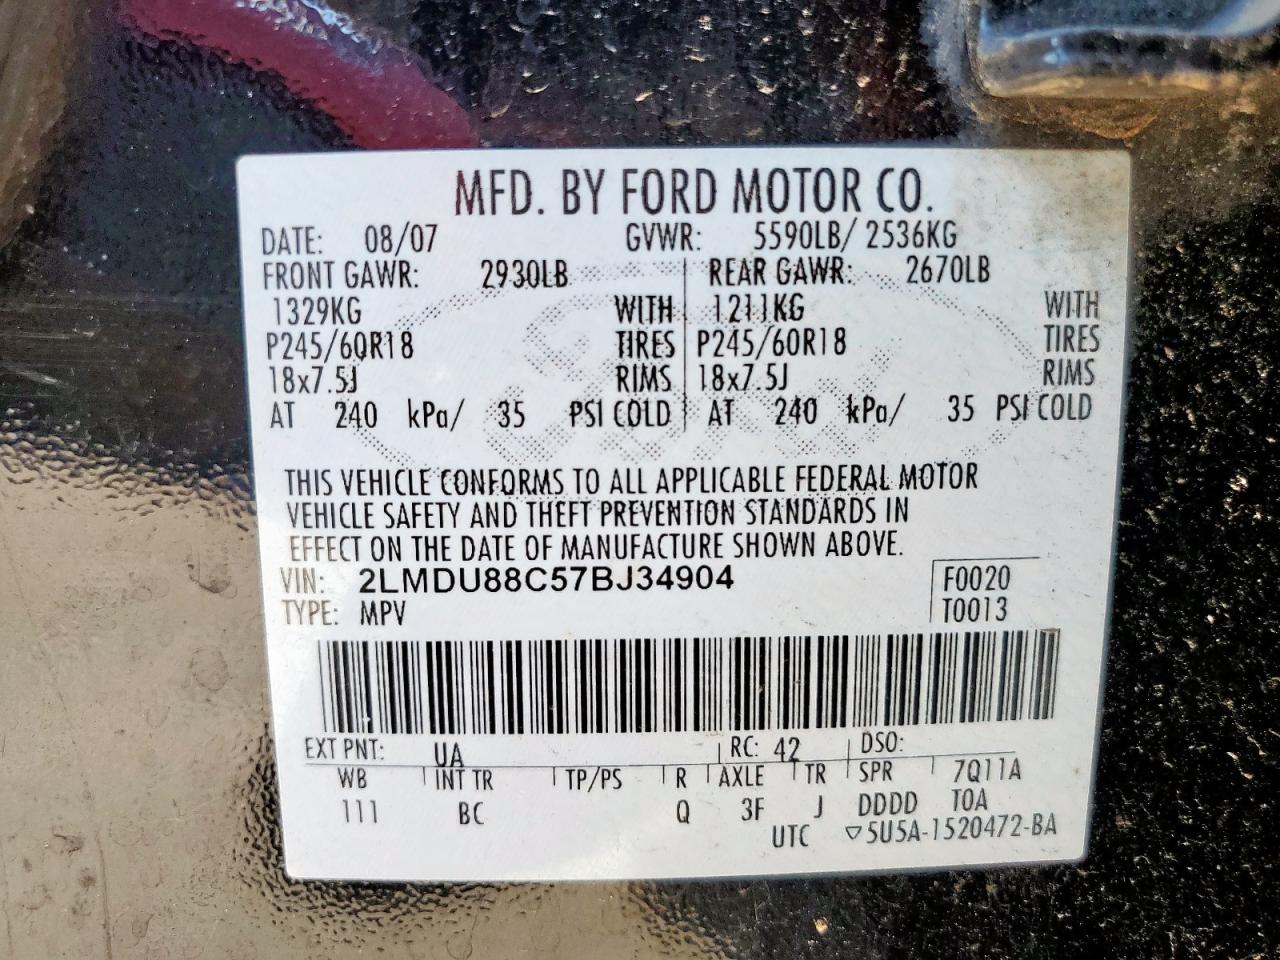 MFD. BY FORD MOTOR CO.
DATE: 08/07 GVWR: 5590LB/ 2536KG
FRONT GAWR: 2930LB REAR GAWR: 2670LB
1329KG WITH 1211KG WITH
P245/60R18 TIRES P245/60R18 TIRES
18x7.5J RIMS 18x7.5J RIMS
AT 240 kPa/ 35 PSI COLD AT 240 kPa/ 35 PSI COLD
THIS VEHICLE CONFORMS TO ALL APPLICABLE FEDERAL MOTOR
VEHICLE SAFETY AND THEFT PREVENTION STANDARDS IN
EFFECT ON THE DATE OF MANUFACTURE SHOWN ABOVE.
VIN: 2LMDU88C57BJ34904 F0020
TYPE: MPV T0013
EXT PNT: UA RC: 42 DSO:
WB INT TR TP/PS R AXLE TR SPR 7Q11A
111 BC Q 3F J DDDD TOA
UTC ▽5U5A-1520472-BA